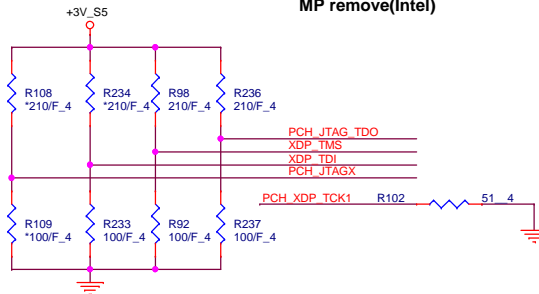 MP remove(Intel)
+3V_S5
R108
*210/F_4
R234
*210/F_4
R98
210/F_4
R236
210/F_4
PCH_JTAG_TDO
XDP_TMS
XDP_TDI
PCH_JTAGX
PCH_XDP_TCK1
R102
51__4
R109
*100/F_4
R233
100/F_4
R92
100/F_4
R237
100/F_4